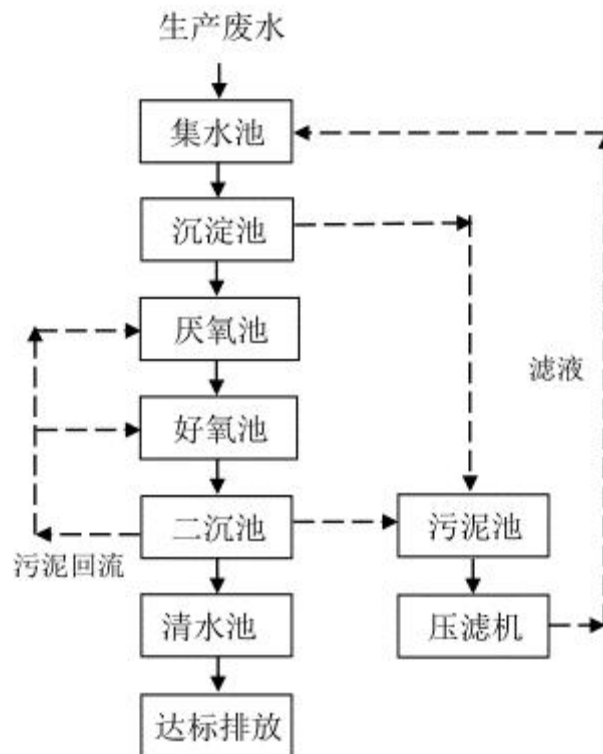 生产废水
集水池
沉淀池
厌氧池
滤液
好氧池
二沉池
污泥池
污泥回流
清水池
压滤机
达标排放